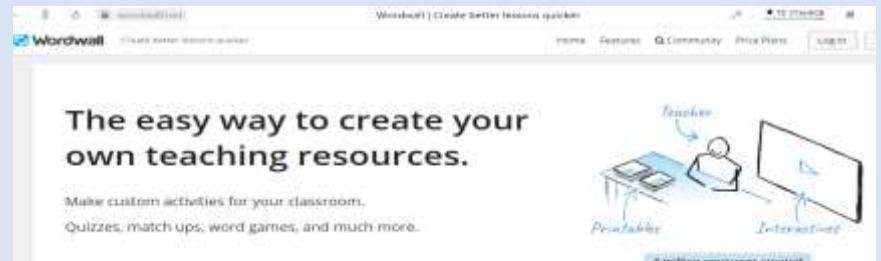 Wordwall | Create better lessons quicker
Wordwall Create better lessons quicker Home Features Community Price Plans Log In
The easy way to create your
own teaching resources.
Make custom activities for your classroom.
Quizzes, match ups, word games, and much more.
Teacher
Printables
Interactives